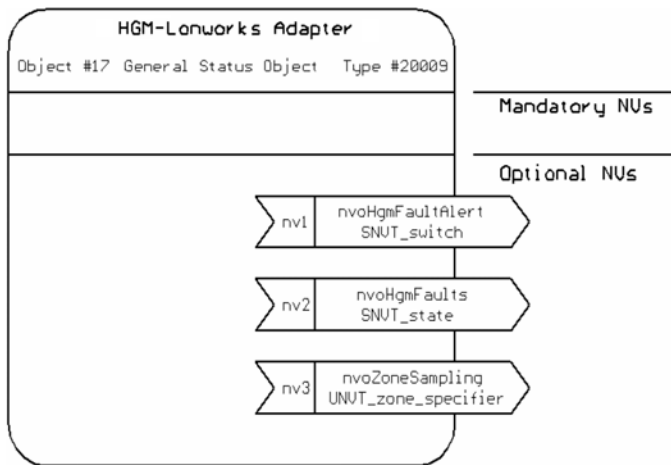 HGM-Lonworks Adapter
Object #17 General Status Object Type #20009
Mandatory NVs
Optional NVs
nv1
nvoHgmFaultAlert
SNVT_switch
nv2
nvoHgmFaults
SNVT_state
nv3
nvoZoneSampling
UNVT_zone_specifier